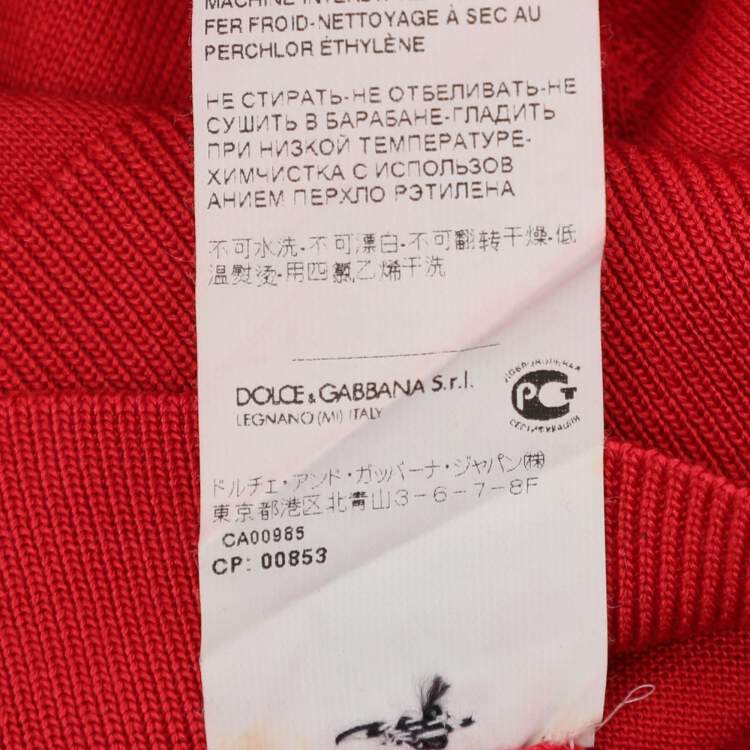 FER FROID-NETTOYAGE À SEC AU
PERCHLOR ÉTHYLÈNE
НЕ СТИРАТЬ-НЕ ОТБЕЛИВАТЬ-НЕ
СУШИТЬ В БАРАБАНЕ-ГЛАДИТЬ
ПРИ НИЗКОЙ ТЕМПЕРАТУРЕ-
ХИМЧИСТКА С ИСПОЛЬЗОВ
АНИЕМ ПЕРХЛО РЭТИЛЕНА
不可水洗-不可漂白-不可翻转干燥-低
温熨烫-用四氯乙烯干洗
DOLCE & GABBANA S.r.l.
LEGNANO (MI) ITALY
ДОБРОВОЛЬНАЯ
РСТ
СЕРТИФИКАЦИЯ
ドルチェ・アンド・ガッバーナ・ジャパン㈱
東京都港区北青山3-6-7-8F
CA00985
CP: 00853